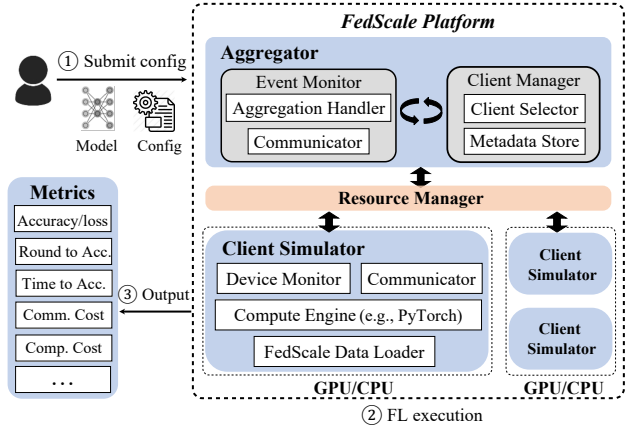 FedScale Platform
① Submit config
Model
Config
Aggregator
Event Monitor
Aggregation Handler
Communicator
Client Manager
Client Selector
Metadata Store
Resource Manager
Metrics
Accuracy/loss
Round to Acc.
Time to Acc.
Comm. Cost
Comp. Cost
...
③ Output
Client Simulator
Device Monitor
Communicator
Compute Engine (e.g., PyTorch)
FedScale Data Loader
GPU/CPU
Client
Simulator
Client
Simulator
GPU/CPU
② FL execution